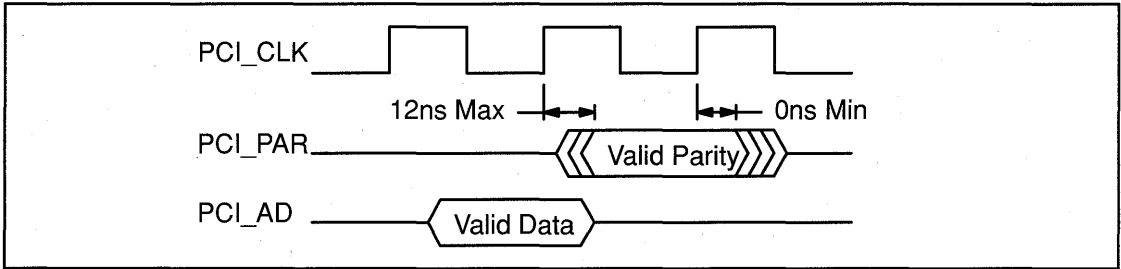 PCI_CLK
12ns Max
0ns Min
PCI_PAR
Valid Parity
PCI_AD
Valid Data